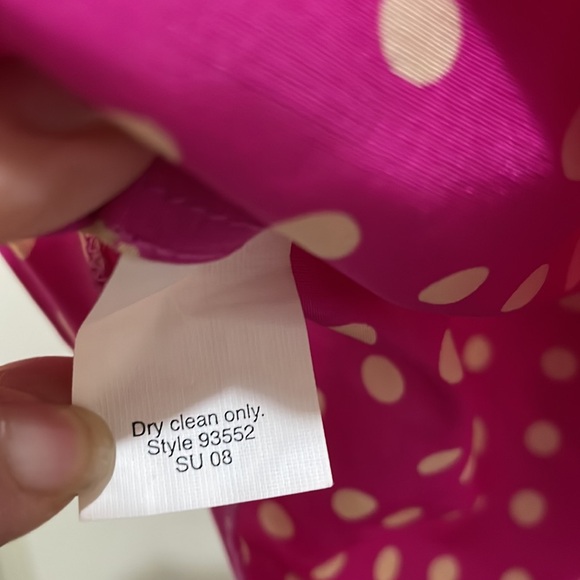 Dry clean only.
Style 93552
SU 08